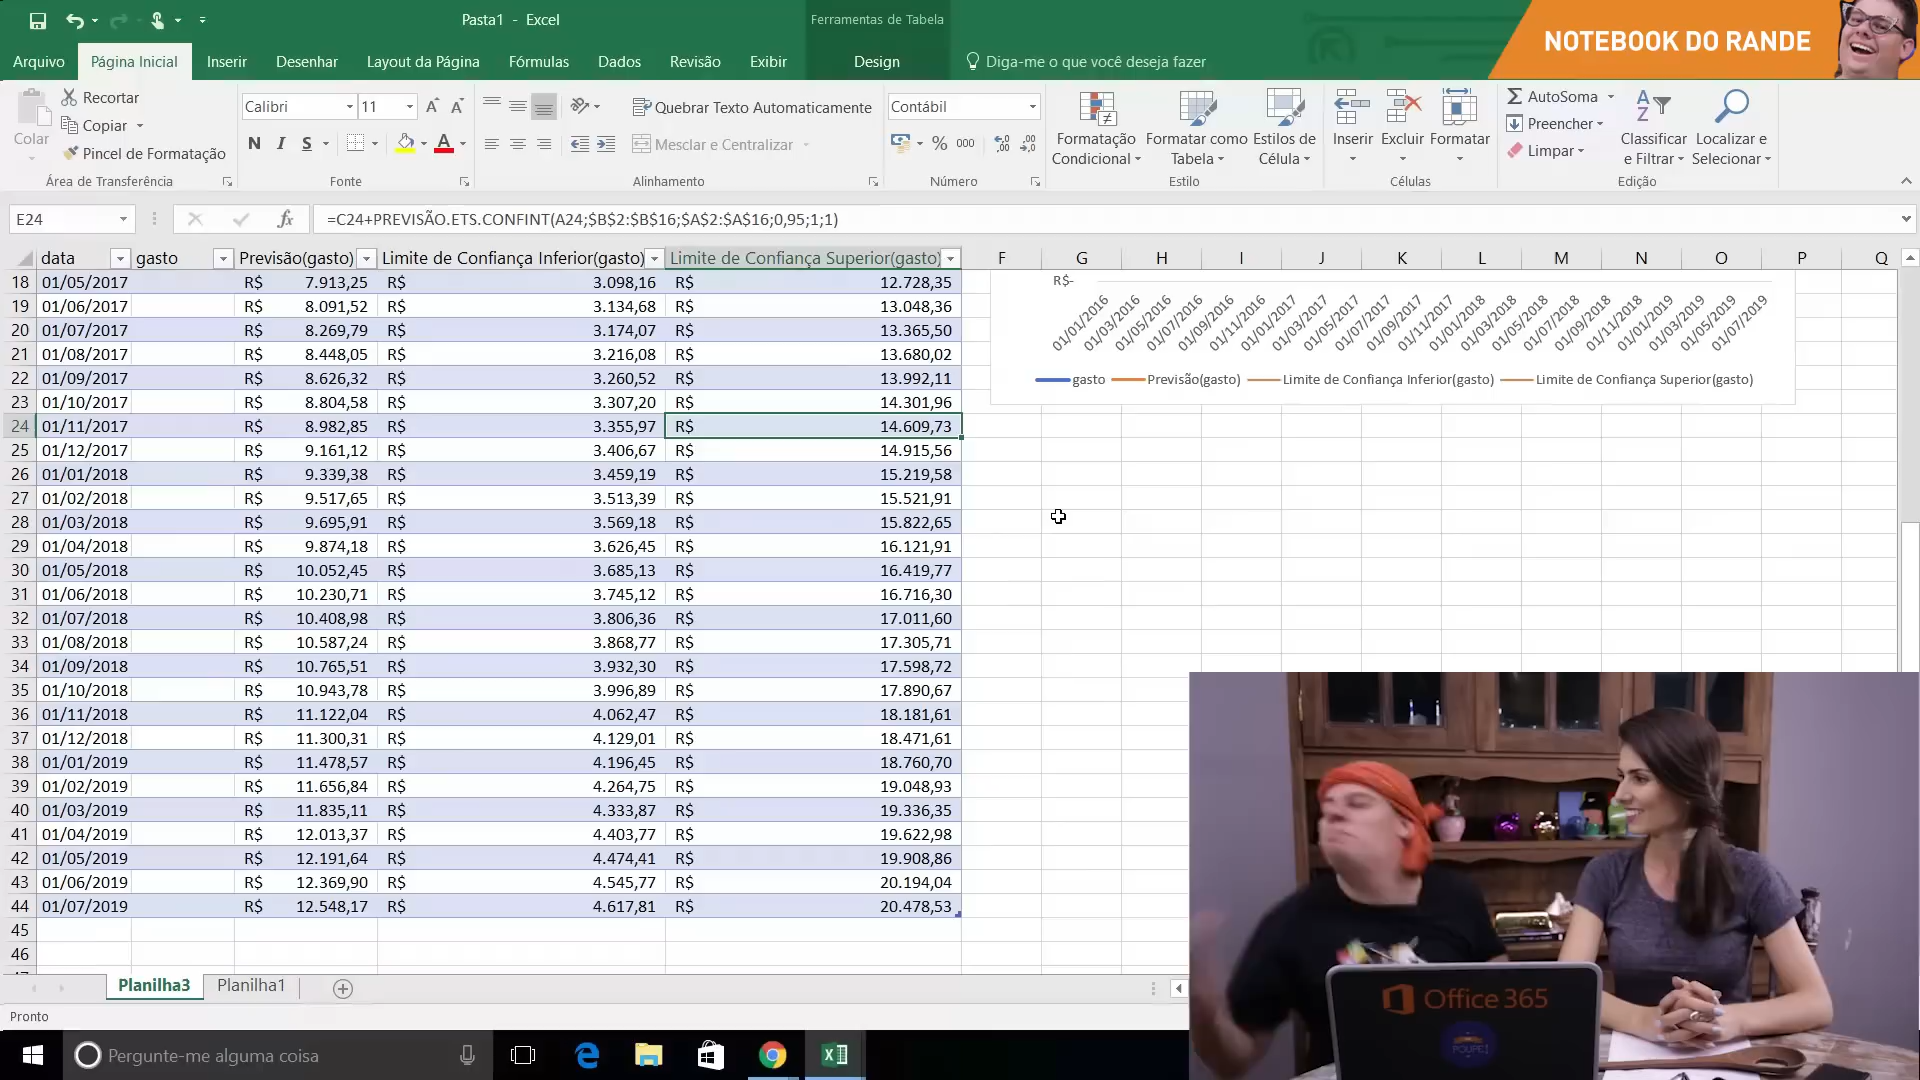 Pasta1 - Excel
Ferramentas de Tabela
NOTEBOOK DO RANDE
Arquivo Página Inicial Inserir Desenhar Layout da Página Fórmulas Dados Revisão Exibir Design Diga-me o que você deseja fazer
Colar
Recortar
Copiar
Pincel de Formatação
Área de Transferência
Calibri 11
N I S
Fonte
Quebrar Texto Automaticamente
Mesclar e Centralizar
Alinhamento
Contábil
% 000
Número
Formatação Condicional
Formatar como Tabela
Estilos de Célula
Estilo
Inserir Excluir Formatar
Células
AutoSoma
Preencher
Limpar
Classificar e Filtrar
Localizar e Selecionar
Edição
E24 fx =C24+PREVISÃO.ETS.CONFINT(A24;$B$2:$B$16;$A$2:$A$16;0,95;1;1)
data gasto Previsão(gasto) Limite de Confiança Inferior(gasto) Limite de Confiança Superior(gasto) F G H I J K L M N O P Q
18 01/05/2017 R$ 7.913,25 R$ 3.098,16 R$ 12.728,35
19 01/06/2017 R$ 8.091,52 R$ 3.134,68 R$ 13.048,36
20 01/07/2017 R$ 8.269,79 R$ 3.174,07 R$ 13.365,50
21 01/08/2017 R$ 8.448,05 R$ 3.216,08 R$ 13.680,02
22 01/09/2017 R$ 8.626,32 R$ 3.260,52 R$ 13.992,11
23 01/10/2017 R$ 8.804,58 R$ 3.307,20 R$ 14.301,96
24 01/11/2017 R$ 8.982,85 R$ 3.355,97 R$ 14.609,73
25 01/12/2017 R$ 9.161,12 R$ 3.406,67 R$ 14.915,56
26 01/01/2018 R$ 9.339,38 R$ 3.459,19 R$ 15.219,58
27 01/02/2018 R$ 9.517,65 R$ 3.513,39 R$ 15.521,91
28 01/03/2018 R$ 9.695,91 R$ 3.569,18 R$ 15.822,65
29 01/04/2018 R$ 9.874,18 R$ 3.626,45 R$ 16.121,91
30 01/05/2018 R$ 10.052,45 R$ 3.685,13 R$ 16.419,77
31 01/06/2018 R$ 10.230,71 R$ 3.745,12 R$ 16.716,30
32 01/07/2018 R$ 10.408,98 R$ 3.806,36 R$ 17.011,60
33 01/08/2018 R$ 10.587,24 R$ 3.868,77 R$ 17.305,71
34 01/09/2018 R$ 10.765,51 R$ 3.932,30 R$ 17.598,72
35 01/10/2018 R$ 10.943,78 R$ 3.996,89 R$ 17.890,67
36 01/11/2018 R$ 11.122,04 R$ 4.062,47 R$ 18.181,61
37 01/12/2018 R$ 11.300,31 R$ 4.129,01 R$ 18.471,61
38 01/01/2019 R$ 11.478,57 R$ 4.196,45 R$ 18.760,70
39 01/02/2019 R$ 11.656,84 R$ 4.264,75 R$ 19.048,93
40 01/03/2019 R$ 11.835,11 R$ 4.333,87 R$ 19.336,35
41 01/04/2019 R$ 12.013,37 R$ 4.403,77 R$ 19.622,98
42 01/05/2019 R$ 12.191,64 R$ 4.474,41 R$ 19.908,86
43 01/06/2019 R$ 12.369,90 R$ 4.545,77 R$ 20.194,04
44 01/07/2019 R$ 12.548,17 R$ 4.617,81 R$ 20.478,53
45
46
R$-
01/01/2016 01/03/2016 01/05/2016 01/07/2016 01/09/2016 01/11/2016 01/01/2017 01/03/2017 01/05/2017 01/07/2017 01/09/2017 01/11/2017 01/01/2018 01/03/2018 01/05/2018 01/07/2018 01/09/2018 01/11/2018 01/01/2019 01/03/2019 01/05/2019 01/07/2019
gasto Previsão(gasto) Limite de Confiança Inferior(gasto) Limite de Confiança Superior(gasto)
Office 365
POUPE!
Planilha3 Planilha1
Pronto
Pergunte-me alguma coisa